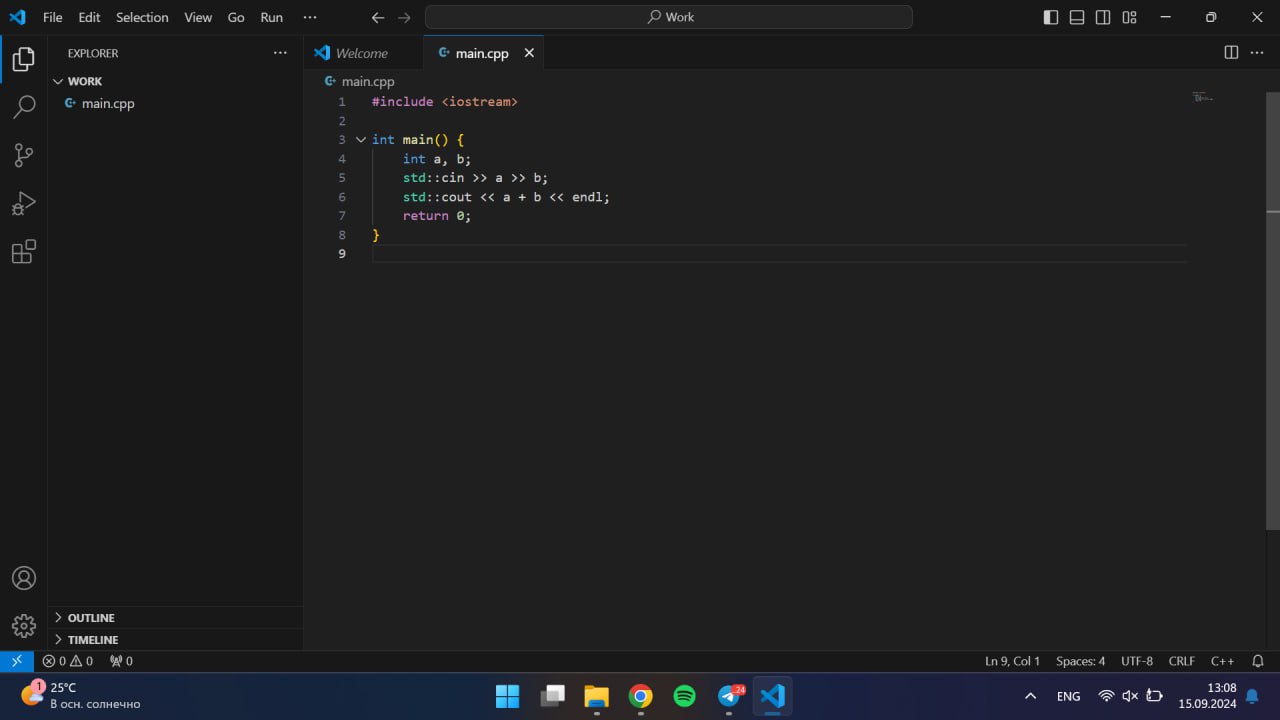 File Edit Selection View Go Run ··· Work
EXPLORER ···
WORK
main.cpp
Welcome main.cpp
main.cpp
1 #include <iostream>
2
3 int main() {
4     int a, b;
5     std::cin >> a >> b;
6     std::cout << a + b << endl;
7     return 0;
8 }
9
OUTLINE
TIMELINE
0 0 0 Ln 9, Col 1 Spaces: 4 UTF-8 CRLF C++
1 25°C
В осн. солнечно
24
ENG
13:08
15.09.2024